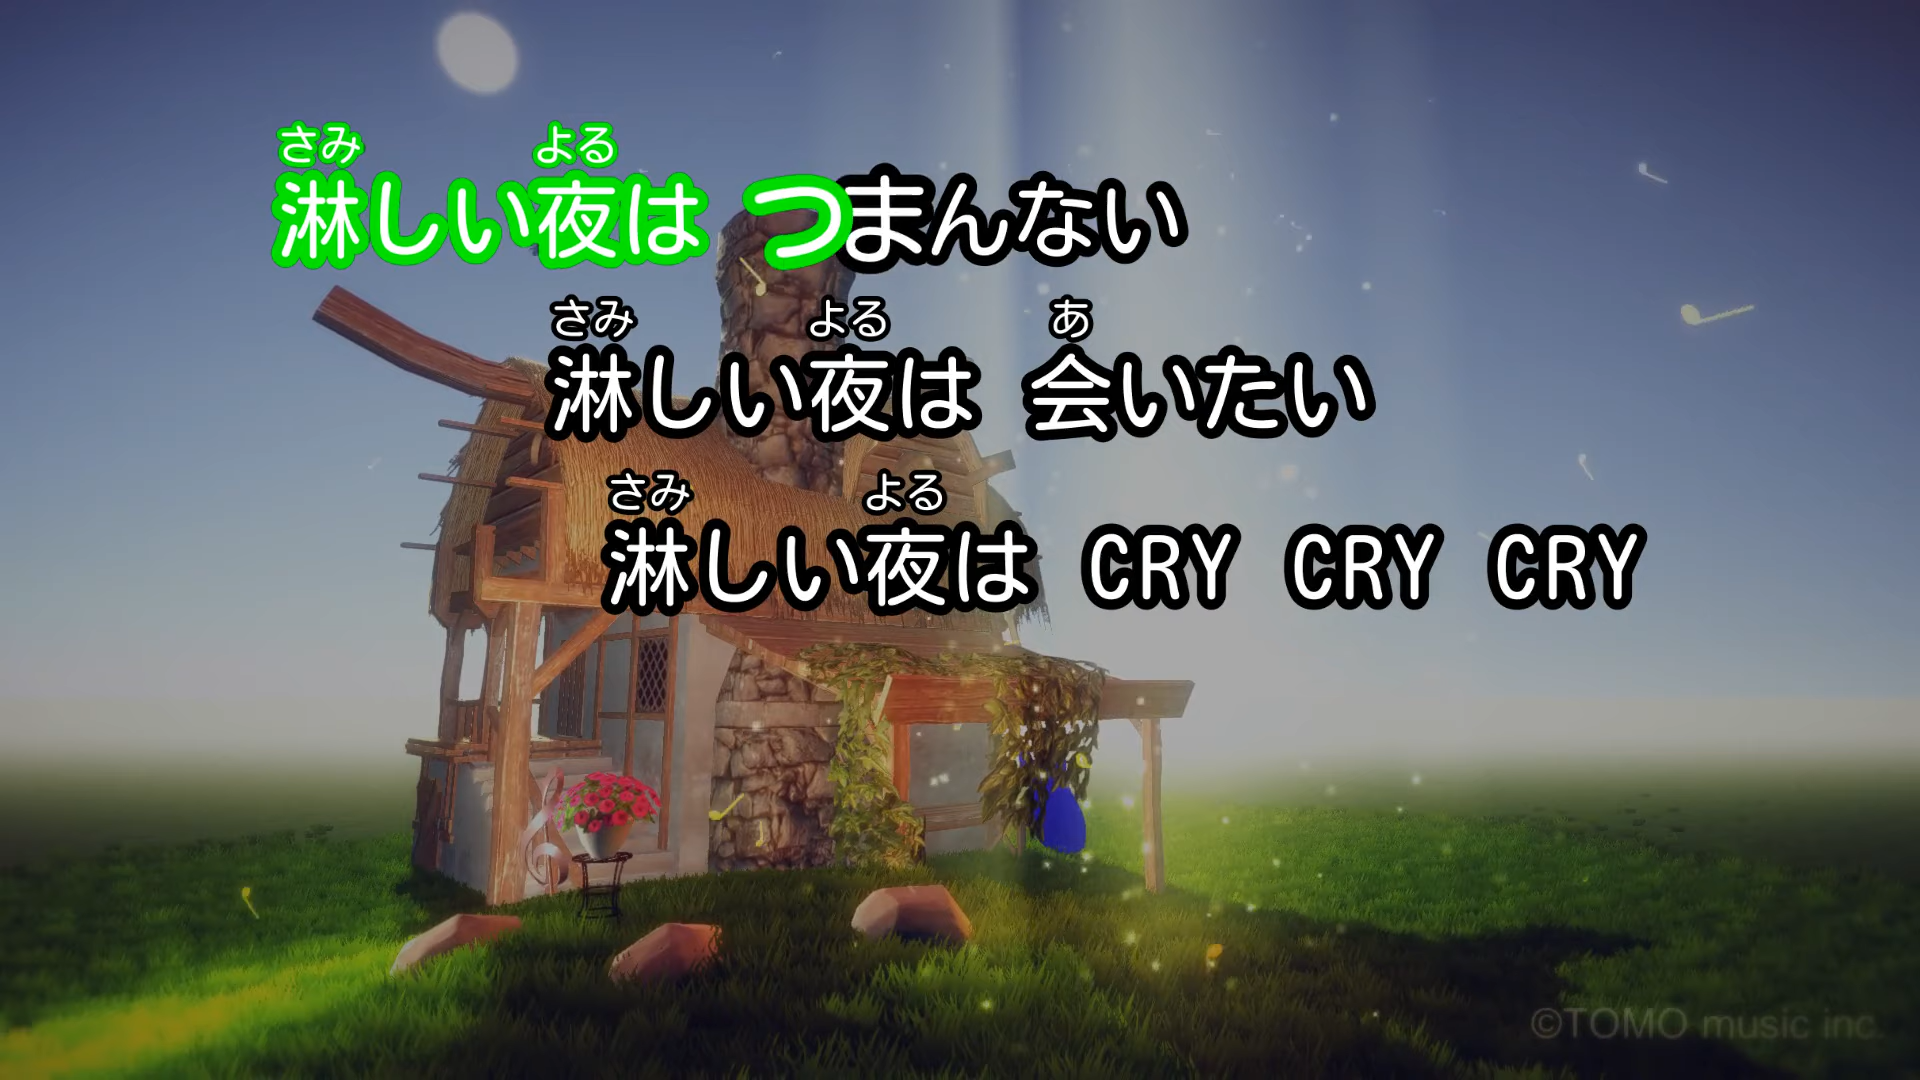 さみ よる
淋しい夜は つまんない
さみ よる あ
淋しい夜は 会いたい
さみ よる
淋しい夜は CRY CRY CRY
©TOMO music inc.